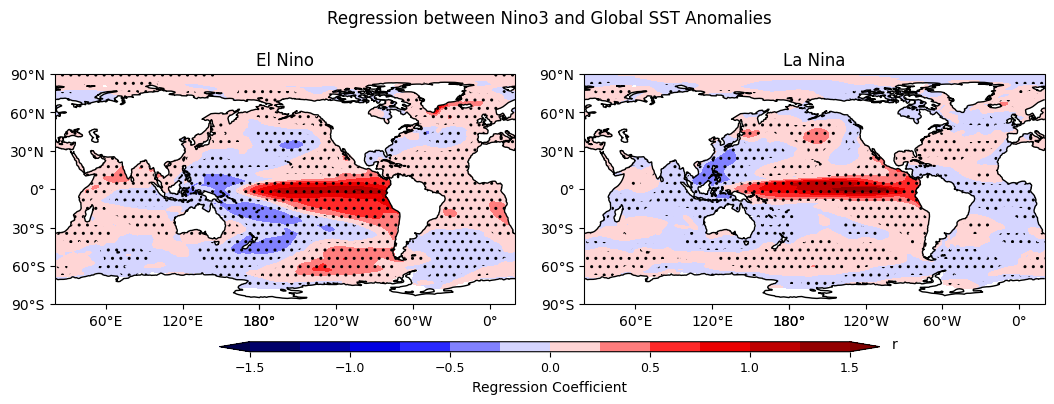 Regression between Nino3 and Global SST Anomalies
El Nino
La Nina
90°N
60°N
30°N
0°
30°S
60°S
90°S
60°E 120°E 180° 120°W 60°W 0°
90°N
60°N
30°N
0°
30°S
60°S
90°S
60°E 120°E 180° 120°W 60°W 0°
r
−1.5 −1.0 −0.5 0.0 0.5 1.0 1.5
Regression Coefficient